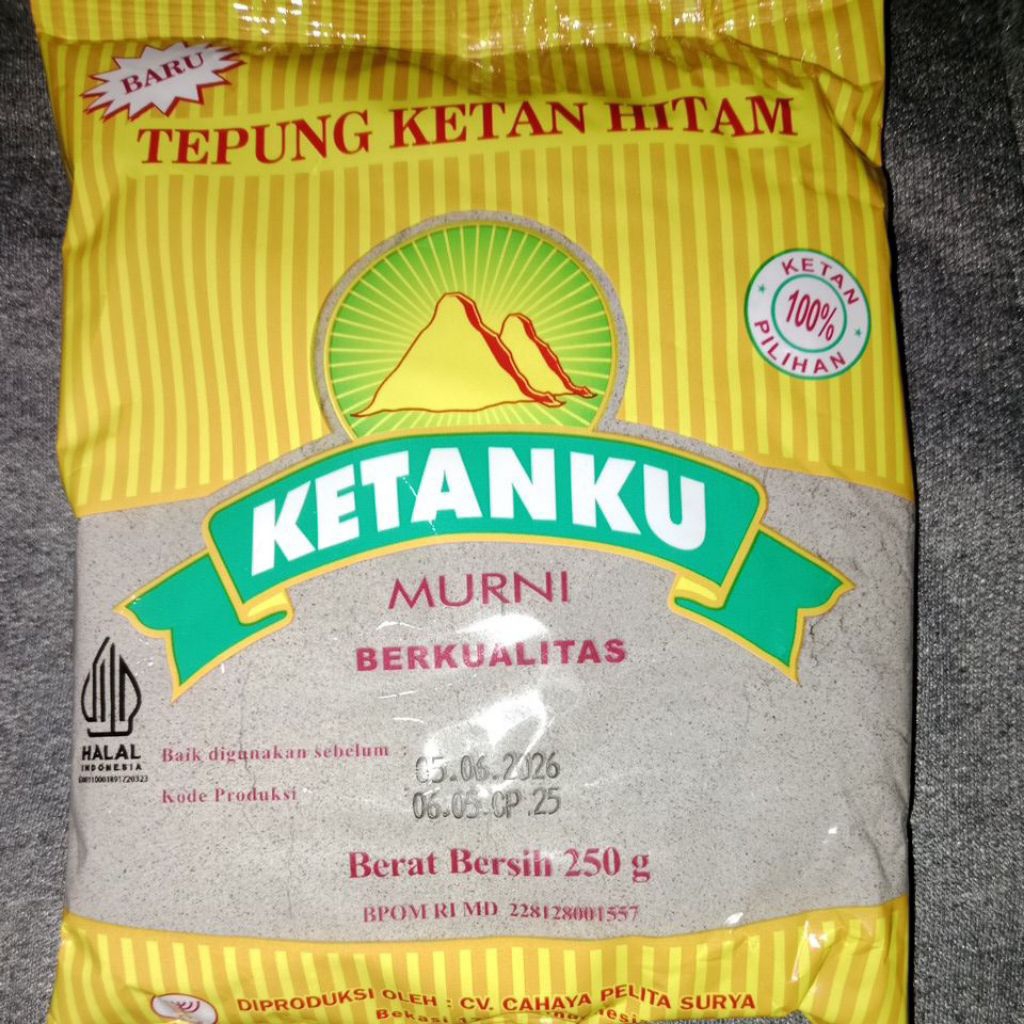 BARU
TEPUNG KETAN HITAM
KETAN
100%
PILIHAN
KETANKU
MURNI
BERKUALITAS
HALAL
INDONESIA
Baik digunakan sebelum :
05.06.2026
Kode Produksi :
06.05.CP.25
Berat Bersih 250 g
BPOM RI MD 228128001557
DIPRODUKSI OLEH : CV. CAHAYA PELITA SURYA
Bekasi